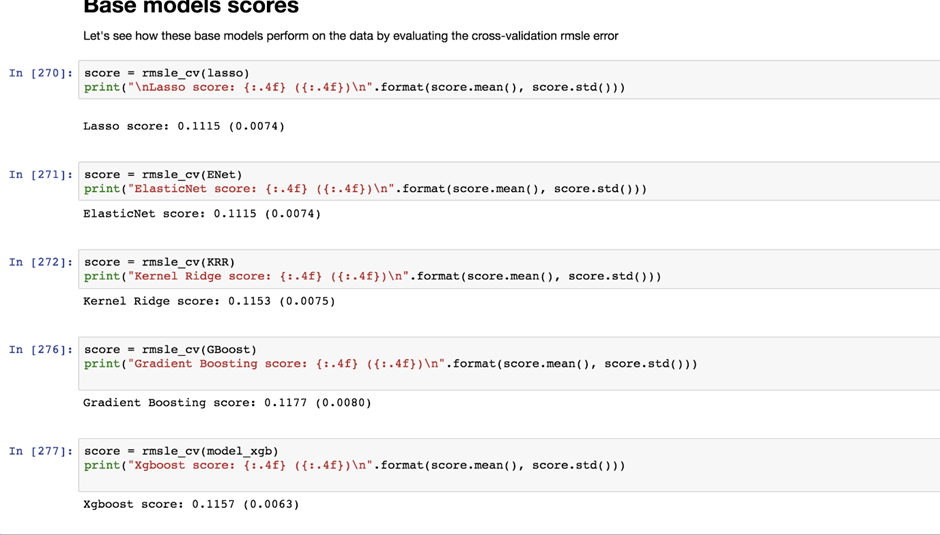 Base models scores
Let's see how these base models perform on the data by evaluating the cross-validation rmsle error
In [270]: score = rmsle_cv(lasso)
print("\nLasso score: {:.4f} ({:.4f})\n".format(score.mean(), score.std()))
Lasso score: 0.1115 (0.0074)
In [271]: score = rmsle_cv(ENet)
print("ElasticNet score: {:.4f} ({:.4f})\n".format(score.mean(), score.std()))
ElasticNet score: 0.1115 (0.0074)
In [272]: score = rmsle_cv(KRR)
print("Kernel Ridge score: {:.4f} ({:.4f})\n".format(score.mean(), score.std()))
Kernel Ridge score: 0.1153 (0.0075)
In [276]: score = rmsle_cv(GBoost)
print("Gradient Boosting score: {:.4f} ({:.4f})\n".format(score.mean(), score.std()))
Gradient Boosting score: 0.1177 (0.0080)
In [277]: score = rmsle_cv(model_xgb)
print("Xgboost score: {:.4f} ({:.4f})\n".format(score.mean(), score.std()))
Xgboost score: 0.1157 (0.0063)